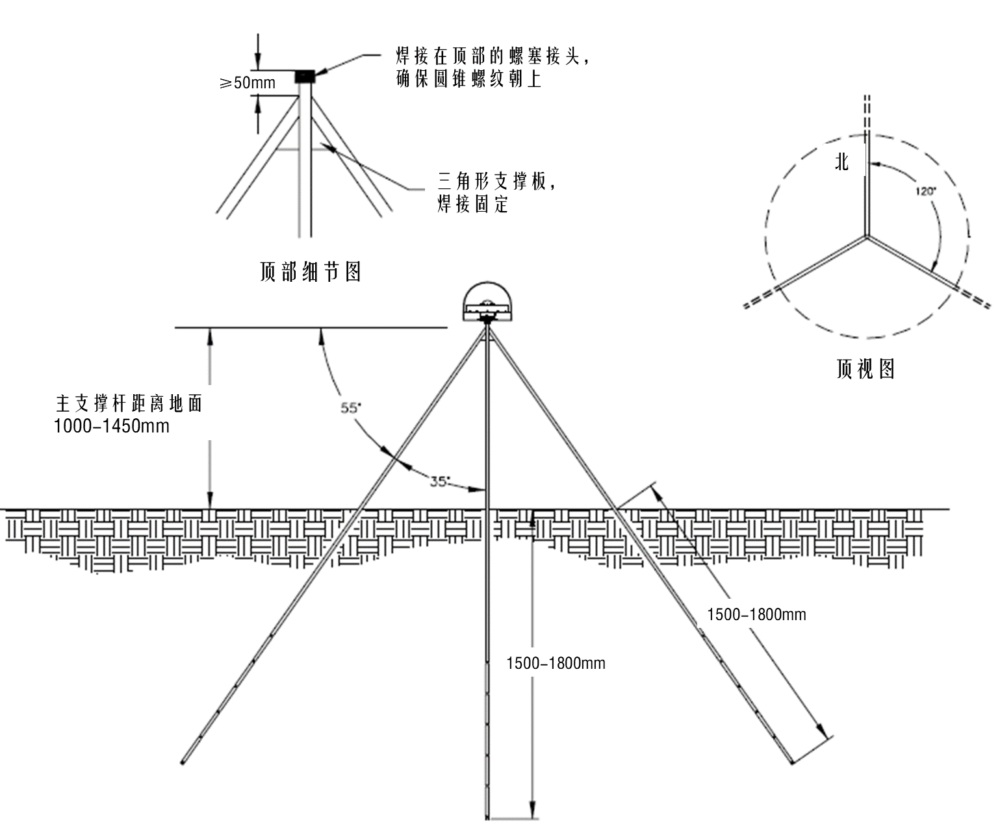 焊接在顶部的螺塞接头，
确保圆锥螺纹朝上
≥50mm
三角形支撑板，
焊接固定
顶部细节图
北
120°
顶视图
主支撑杆距离地面
1000-1450mm
55°
35°
1500-1800mm
1500-1800mm